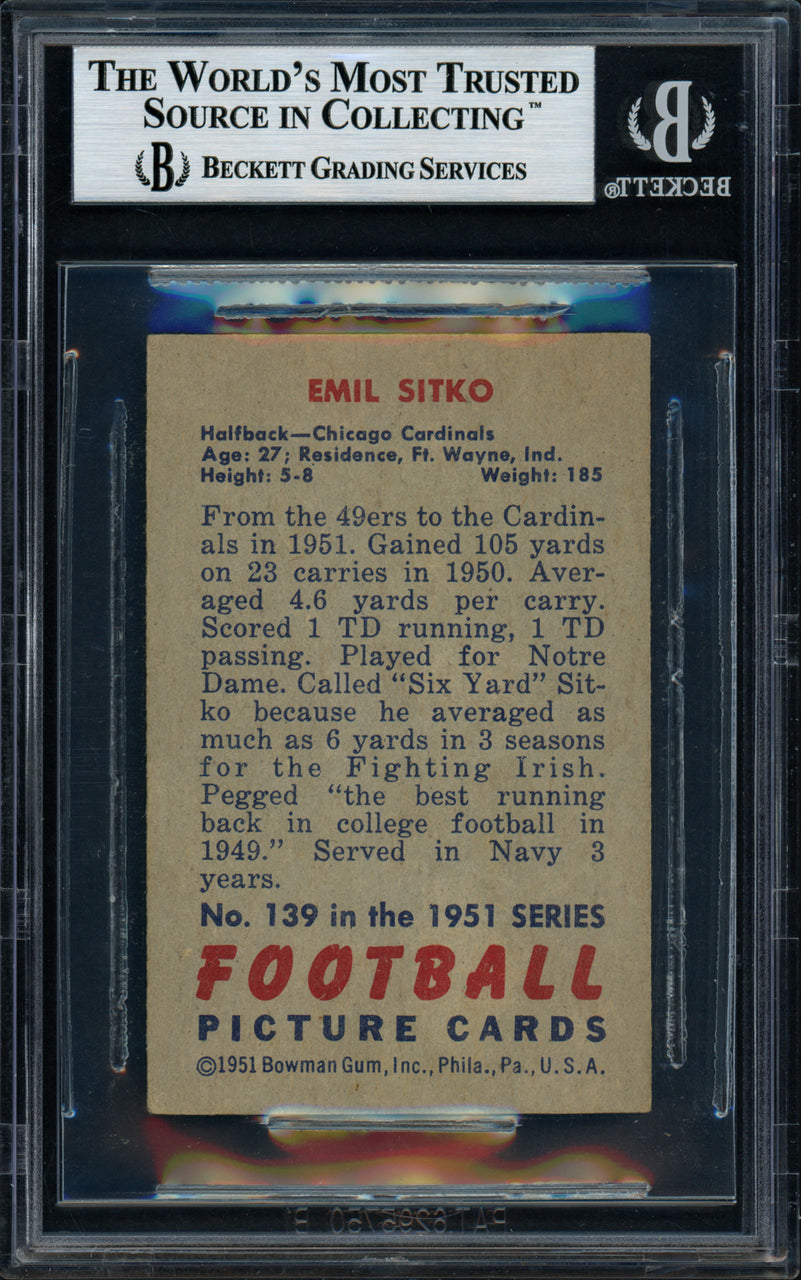 THE WORLD'S MOST TRUSTED
SOURCE IN COLLECTING™
B BECKETT GRADING SERVICES
B
BECKETT®
EMIL SITKO
Halfback—Chicago Cardinals
Age: 27; Residence, Ft. Wayne, Ind.
Height: 5-8 Weight: 185
From the 49ers to the Cardin-
als in 1951. Gained 105 yards
on 23 carries in 1950. Aver-
aged 4.6 yards per carry.
Scored 1 TD running, 1 TD
passing. Played for Notre
Dame. Called “Six Yard” Sit-
ko because he averaged as
much as 6 yards in 3 seasons
for the Fighting Irish.
Pegged “the best running
back in college football in
1949.” Served in Navy 3
years.
No. 139 in the 1951 SERIES
FOOTBALL
PICTURE CARDS
©1951 Bowman Gum, Inc., Phila., Pa., U.S.A.